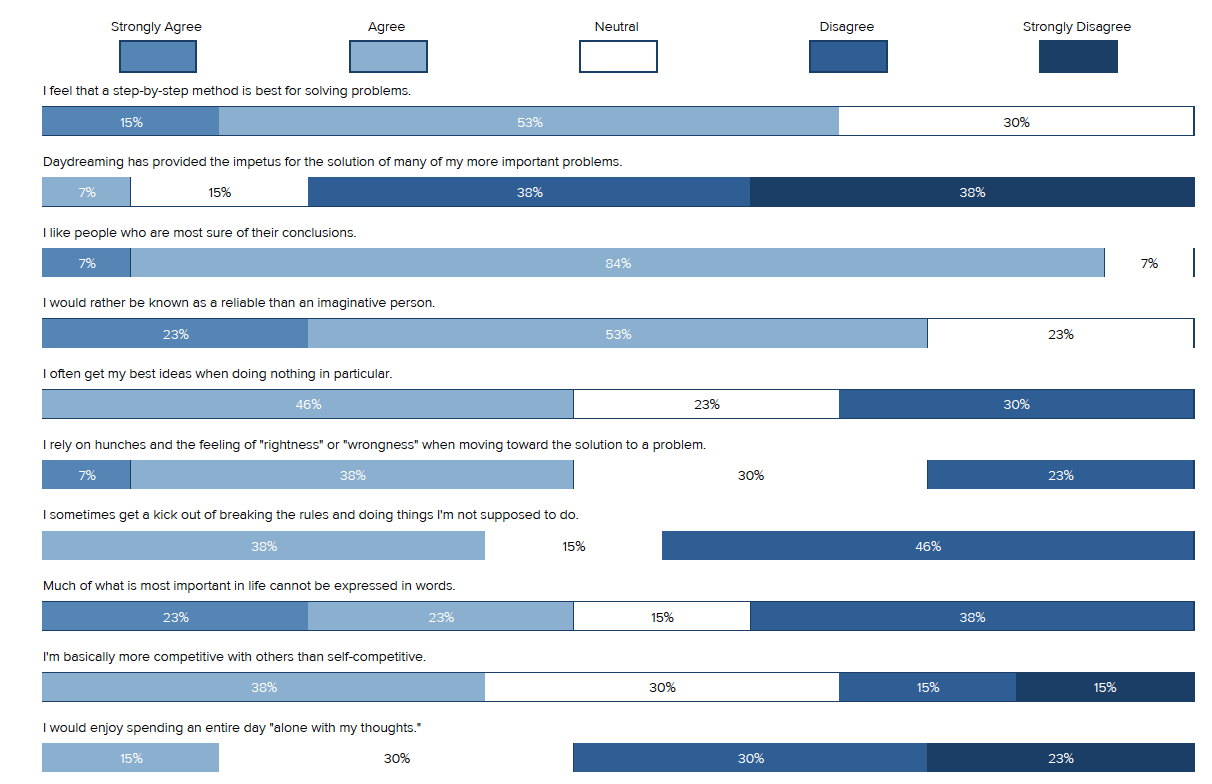 Strongly Agree Agree Neutral Disagree Strongly Disagree
I feel that a step-by-step method is best for solving problems.
15% 53% 30%
Daydreaming has provided the impetus for the solution of many of my more important problems.
7% 15% 38% 38%
I like people who are most sure of their conclusions.
7% 84% 7%
I would rather be known as a reliable than an imaginative person.
23% 53% 23%
I often get my best ideas when doing nothing in particular.
46% 23% 30%
I rely on hunches and the feeling of "rightness" or "wrongness" when moving toward the solution to a problem.
7% 38% 30% 23%
I sometimes get a kick out of breaking the rules and doing things I'm not supposed to do.
38% 15% 46%
Much of what is most important in life cannot be expressed in words.
23% 23% 15% 38%
I'm basically more competitive with others than self-competitive.
38% 30% 15% 15%
I would enjoy spending an entire day "alone with my thoughts."
15% 30% 30% 23%